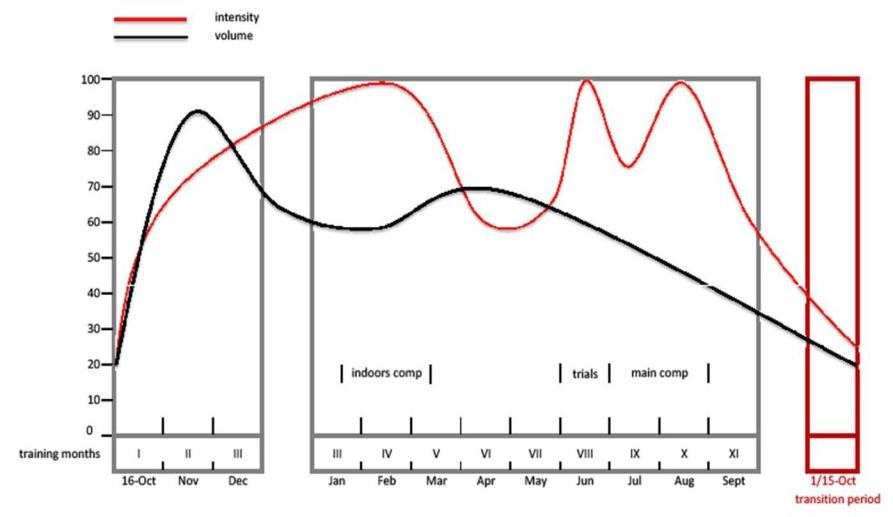 intensity
volume
100
90
80
70
60
50
40
30
20
10
0
indoors comp
trials
main comp
training months
I
II
III
III
IV
V
VI
VII
VIII
IX
X
XI
16-Oct
Nov
Dec
Jan
Feb
Mar
Apr
May
Jun
Jul
Aug
Sept
1/15-Oct
transition period